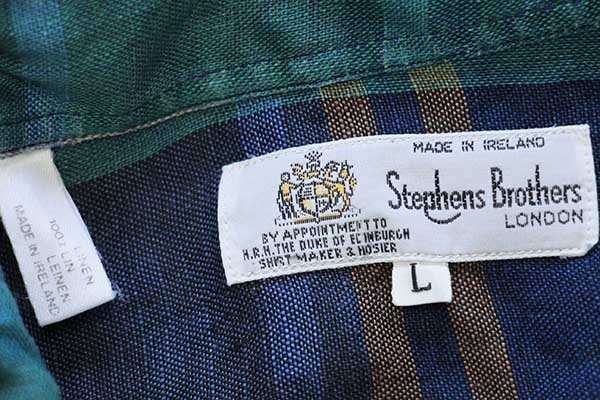 MADE IN IRELAND
Stephens Brothers
LONDON
BY APPOINTMENT TO
H.R.H. THE DUKE OF EDINBURGH
SHIRT MAKER & HOSIER
L
LINEN
100% LIN
LEINEN
MADE IN IRELAND